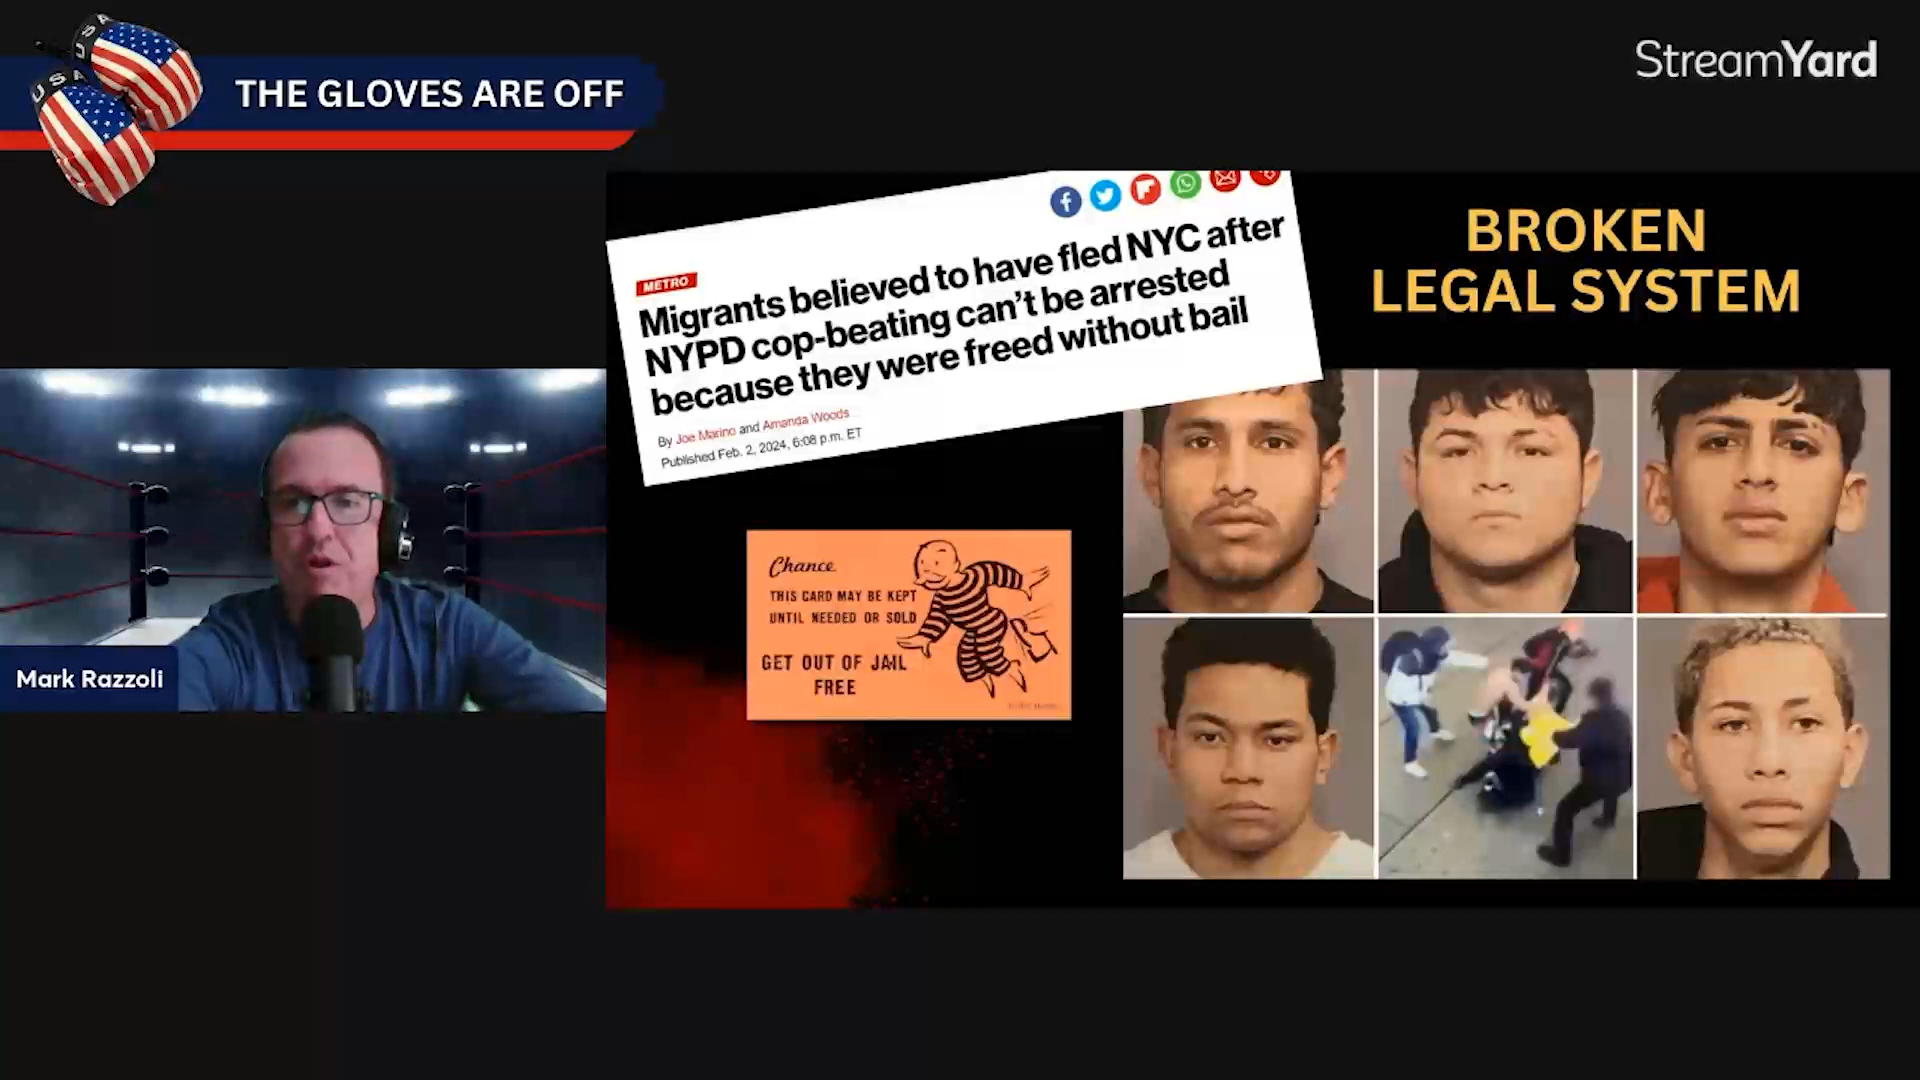 USA
USA
THE GLOVES ARE OFF
StreamYard
METRO
Migrants believed to have fled NYC after
NYPD cop-beating can't be arrested
because they were freed without bail
By Joe Marino and Amanda Woods
Published Feb. 2, 2024, 6:08 p.m. ET
BROKEN
LEGAL SYSTEM
Chance
THIS CARD MAY BE KEPT
UNTIL NEEDED OR SOLD
GET OUT OF JAIL
FREE
Mark Razzoli